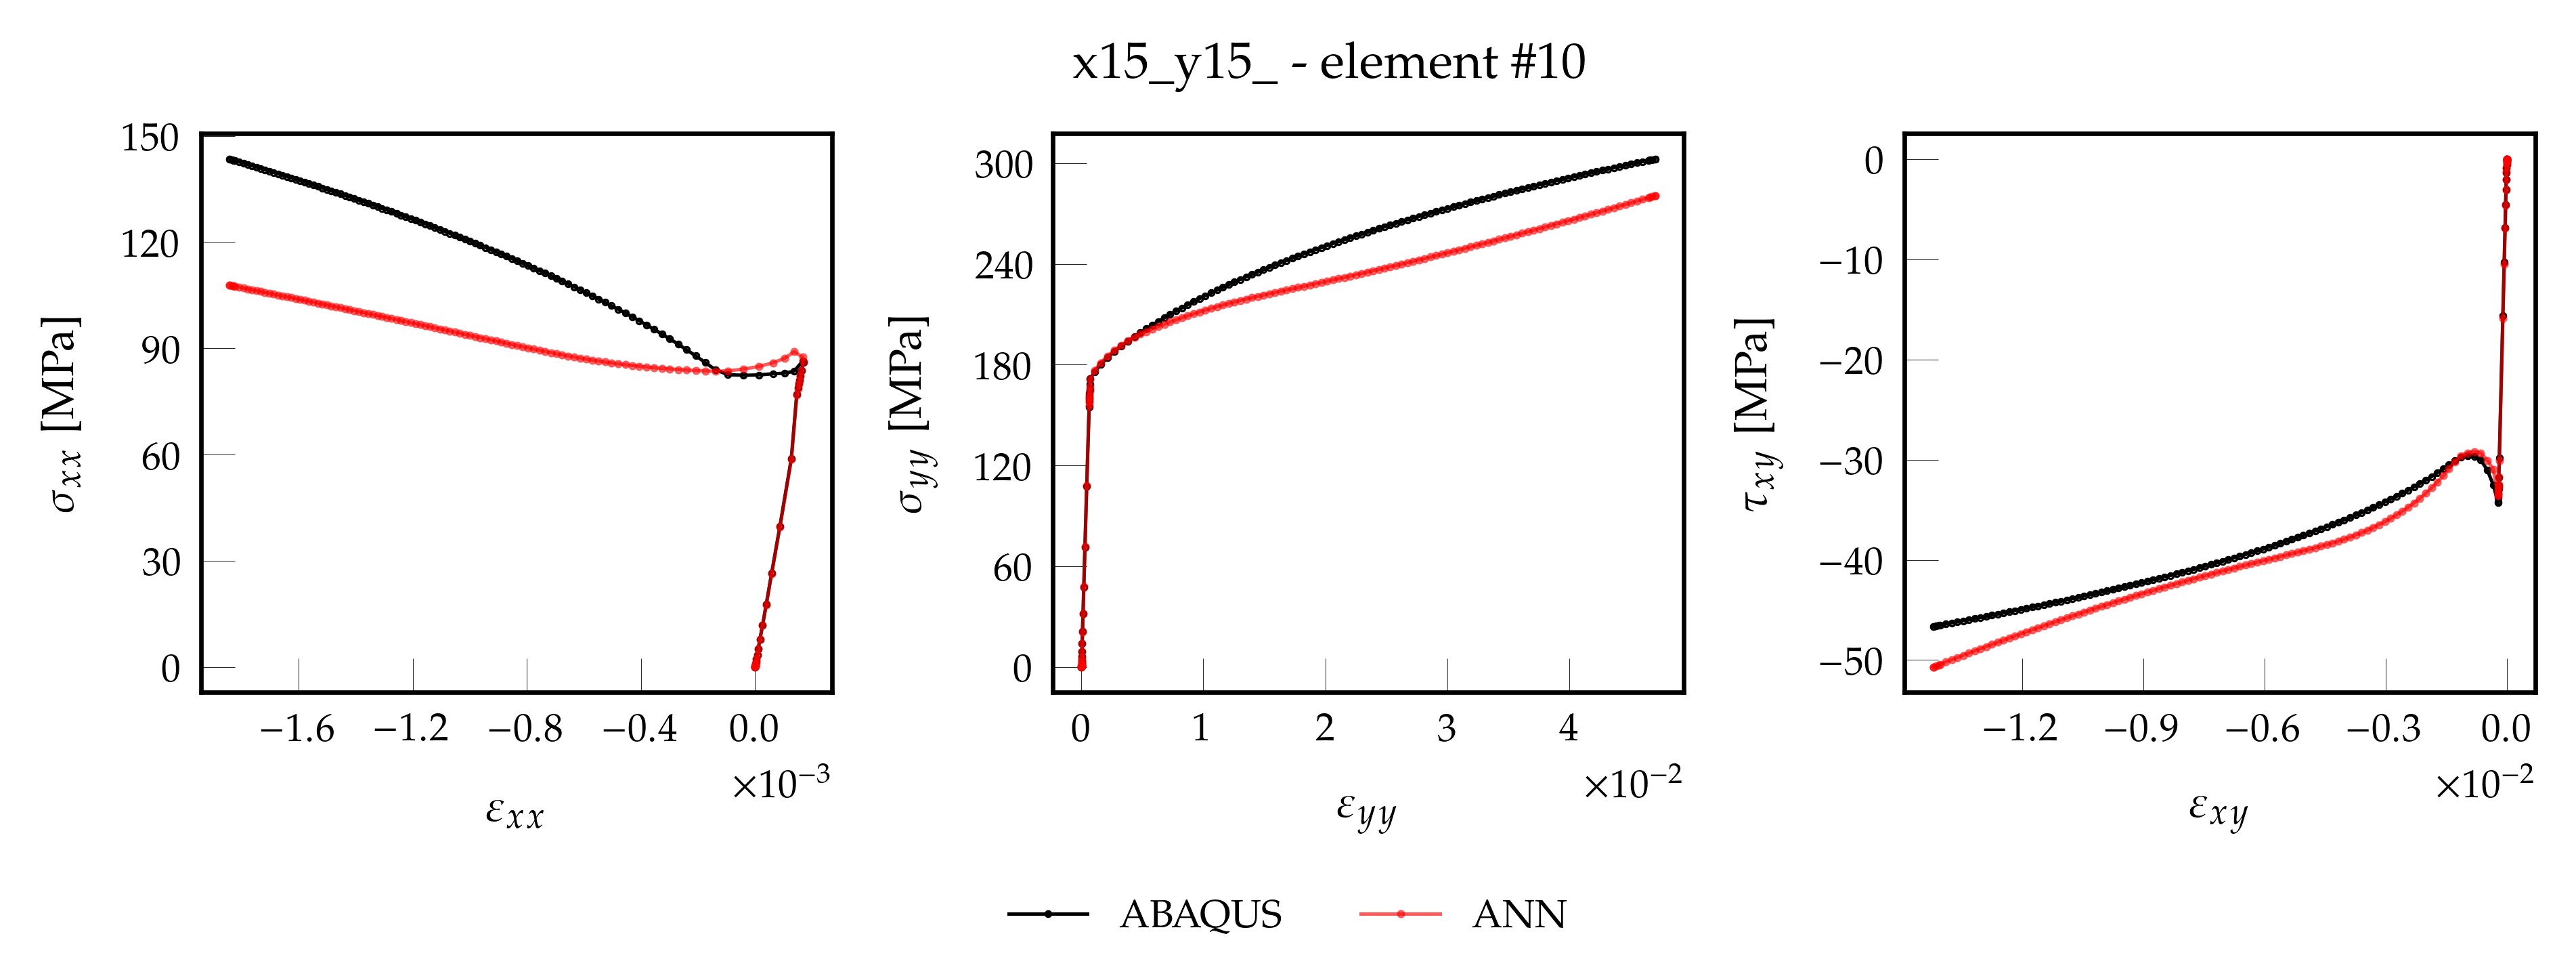 x15_y15_ - element #10
150
120
90
60
30
0
σxx [MPa]
−1.6 −1.2 −0.8 −0.4 0.0
×10−3
εxx
300
240
180
120
60
0
σyy [MPa]
0 1 2 3 4
×10−2
εyy
0
−10
−20
−30
−40
−50
τxy [MPa]
−1.2 −0.9 −0.6 −0.3 0.0
×10−2
εxy
ABAQUS ANN